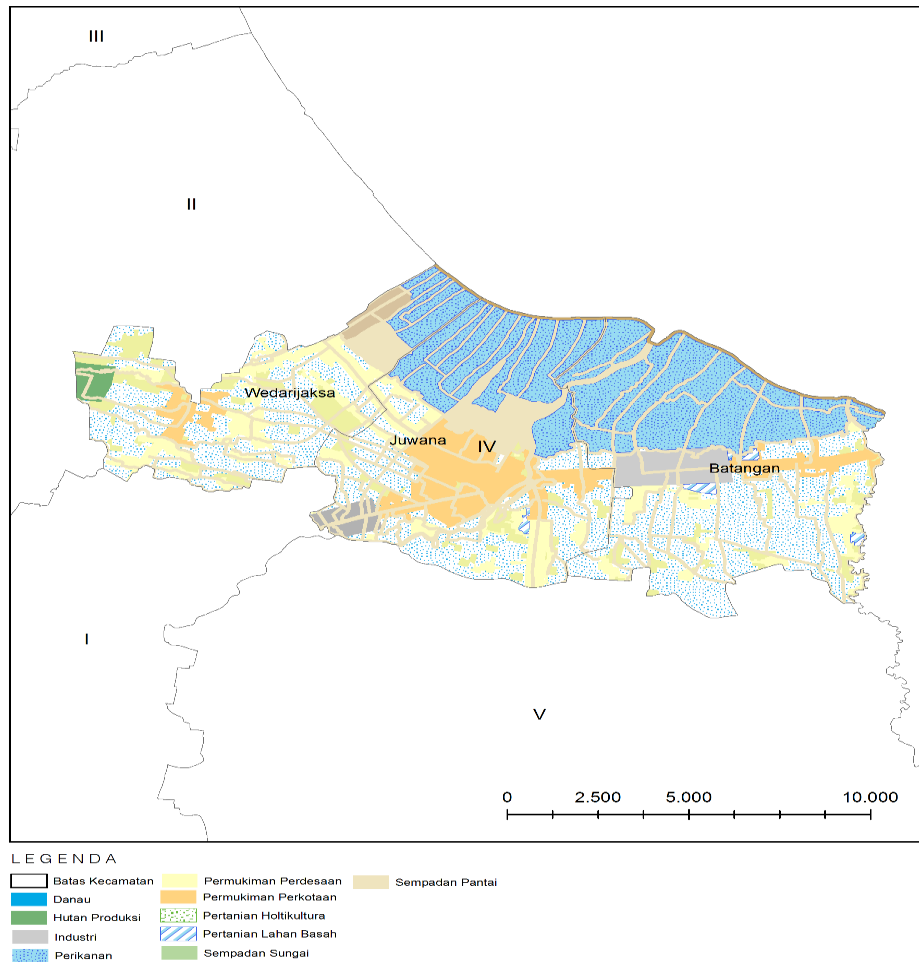 III
II
Wedarijaksa
Juwana
IV
Batangan
I
V
0 2.500 5.000 10.000
LEGENDA
Batas Kecamatan
Danau
Hutan Produksi
Industri
Perikanan
Permukiman Perdesaan
Permukiman Perkotaan
Pertanian Holtikultura
Pertanian Lahan Basah
Sempadan Sungai
Sempadan Pantai